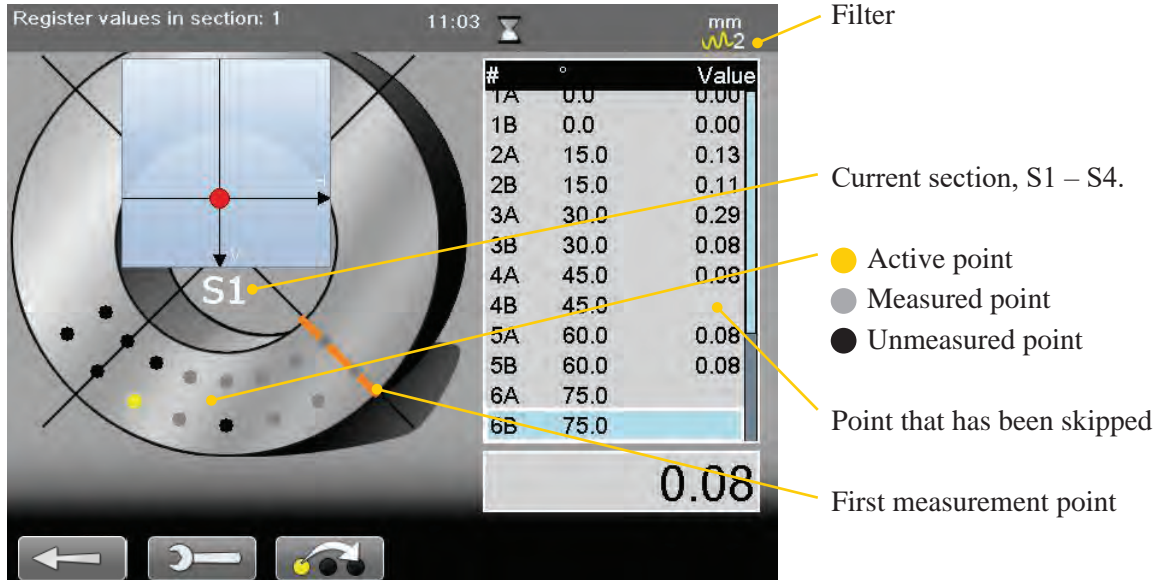 Register values in section: 1
11:03
mm
2
Filter
# ° Value
1A 0.0 0.00
1B 0.0 0.00
2A 15.0 0.13
2B 15.0 0.11
3A 30.0 0.29
3B 30.0 0.08
4A 45.0 0.08
4B 45.0
5A 60.0 0.08
5B 60.0 0.08
6A 75.0
6B 75.0
0.08
S1
Current section, S1 – S4.
Active point
Measured point
Unmeasured point
Point that has been skipped
First measurement point